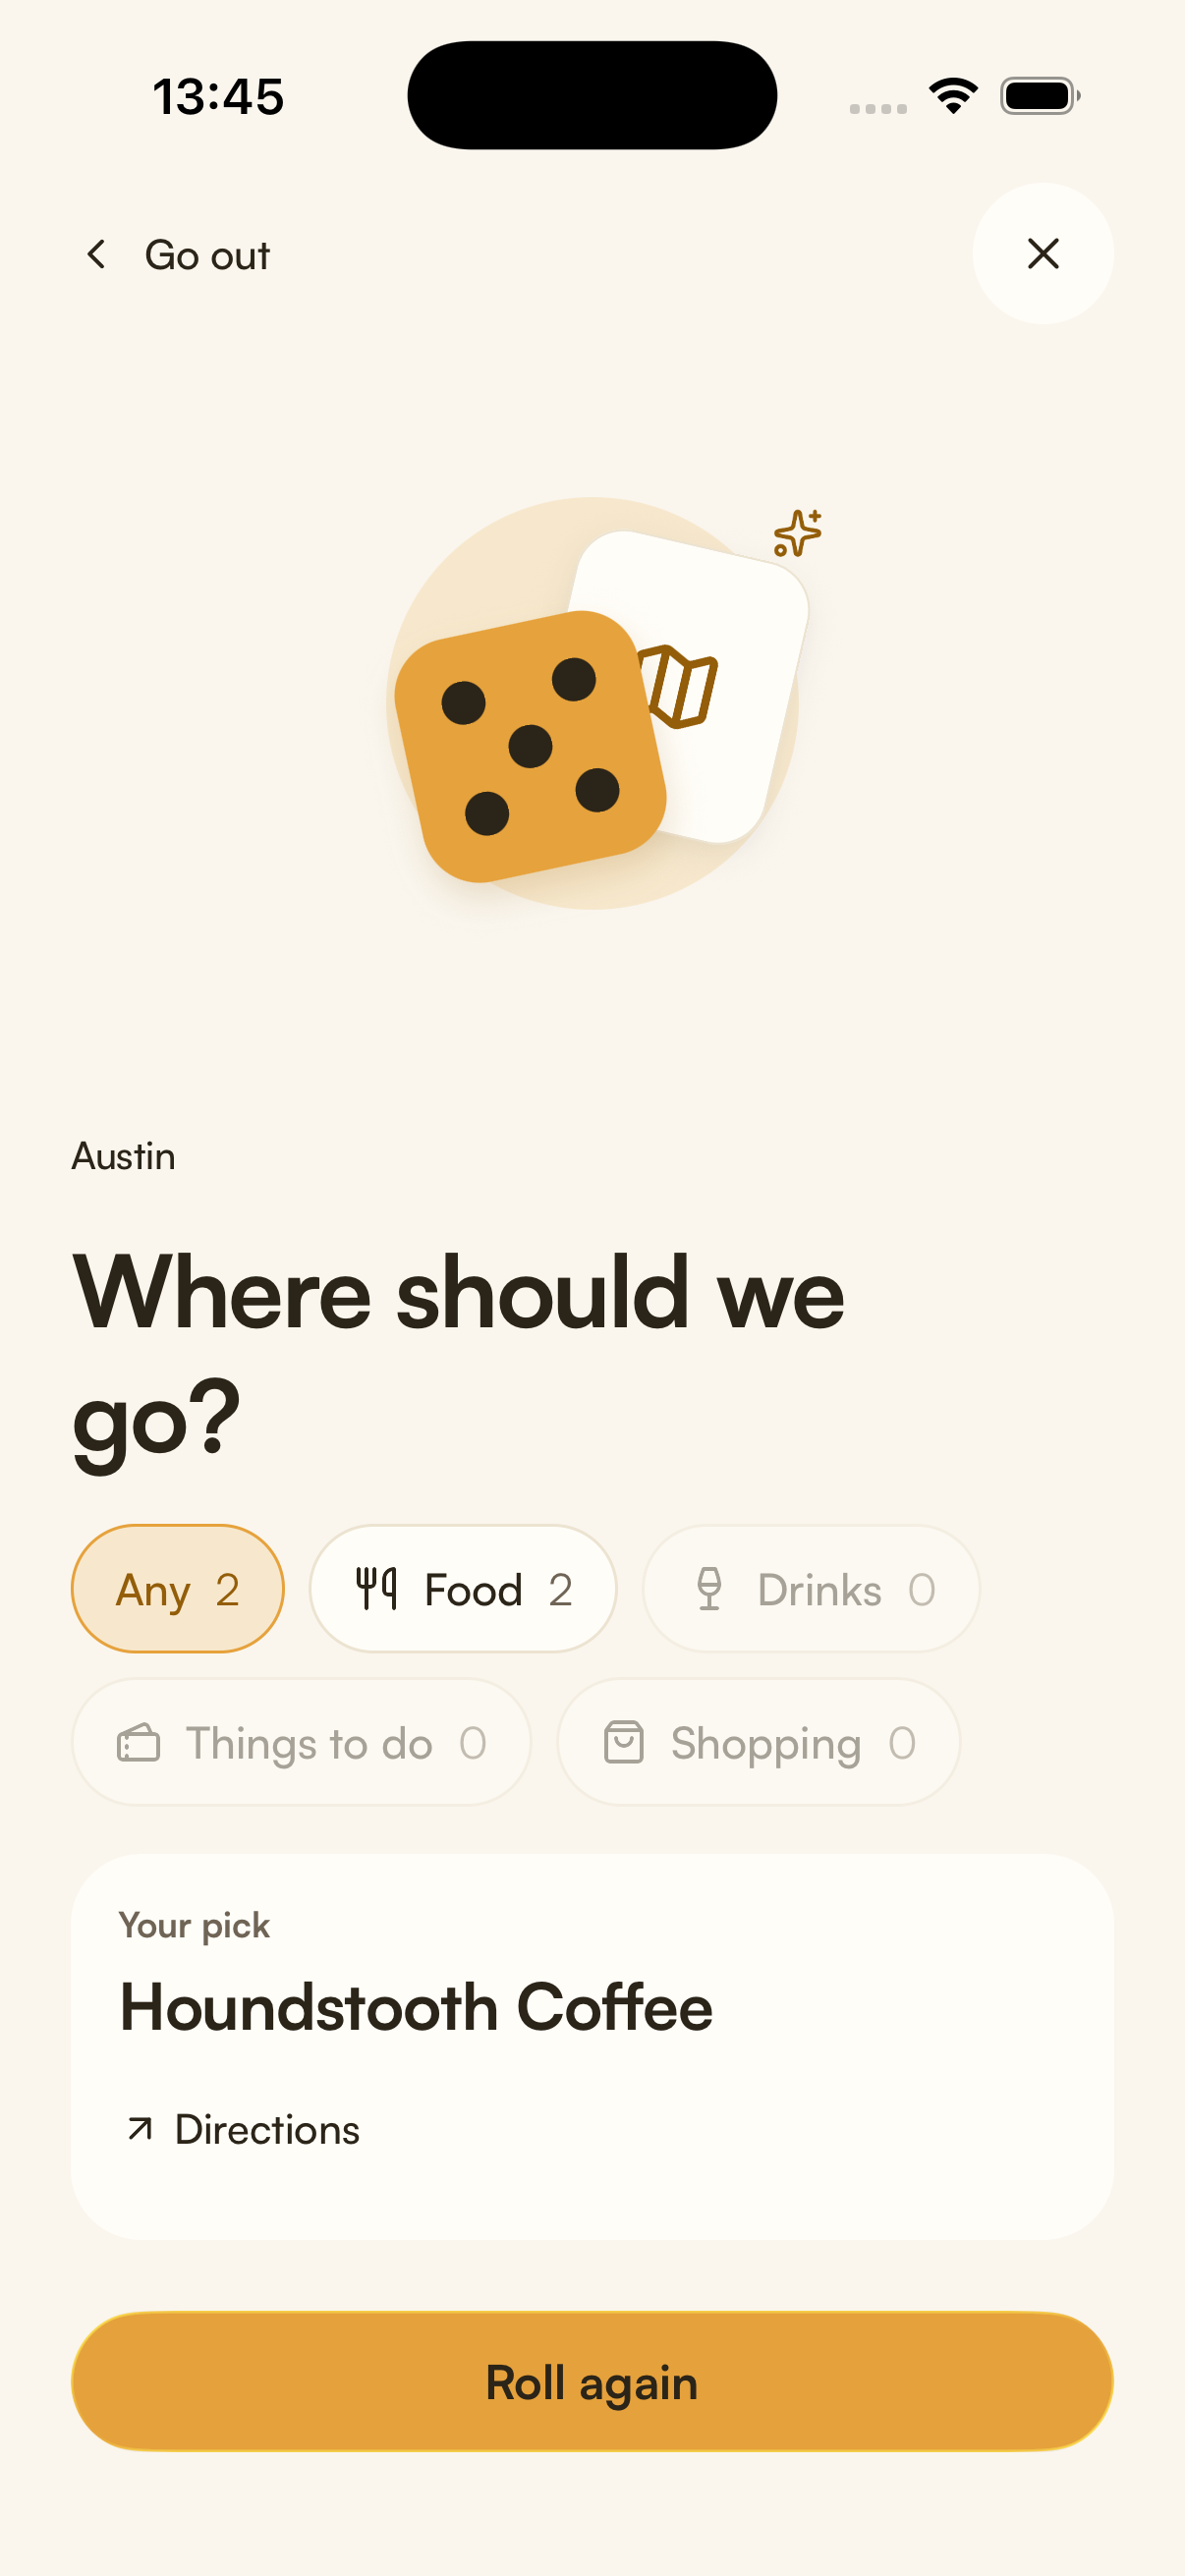 13:45
Go out
Austin
Where should we
go?
Any 2 Food 2 Drinks 0
Things to do 0 Shopping 0
Your pick
Houndstooth Coffee
Directions
Roll again